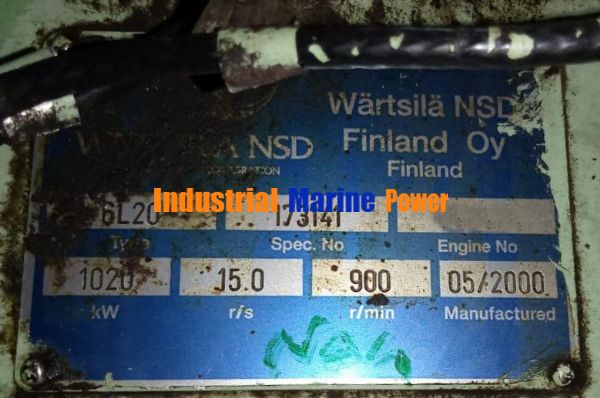 Wärtsilä NSD
Finland Oy
Finland
NSD
CORPORATION
Industrial Marine Power
6L20 173141
Type Spec. No Engine No
1020 15.0 900 05/2000
kW r/s r/min Manufactured